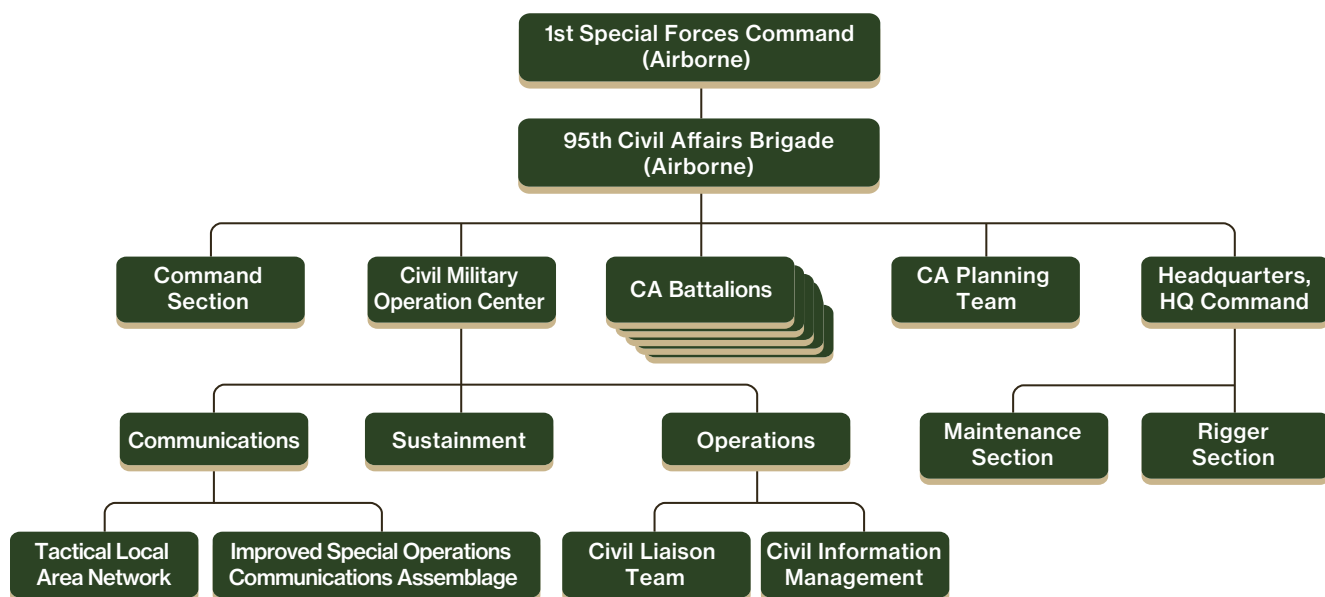 1st Special Forces Command
(Airborne)
95th Civil Affairs Brigade
(Airborne)
Command
Section
Civil Military
Operation Center
CA Battalions
CA Planning
Team
Headquarters,
HQ Command
Communications
Sustainment
Operations
Maintenance
Section
Rigger
Section
Tactical Local
Area Network
Improved Special Operations
Communications Assemblage
Civil Liaison
Team
Civil Information
Management